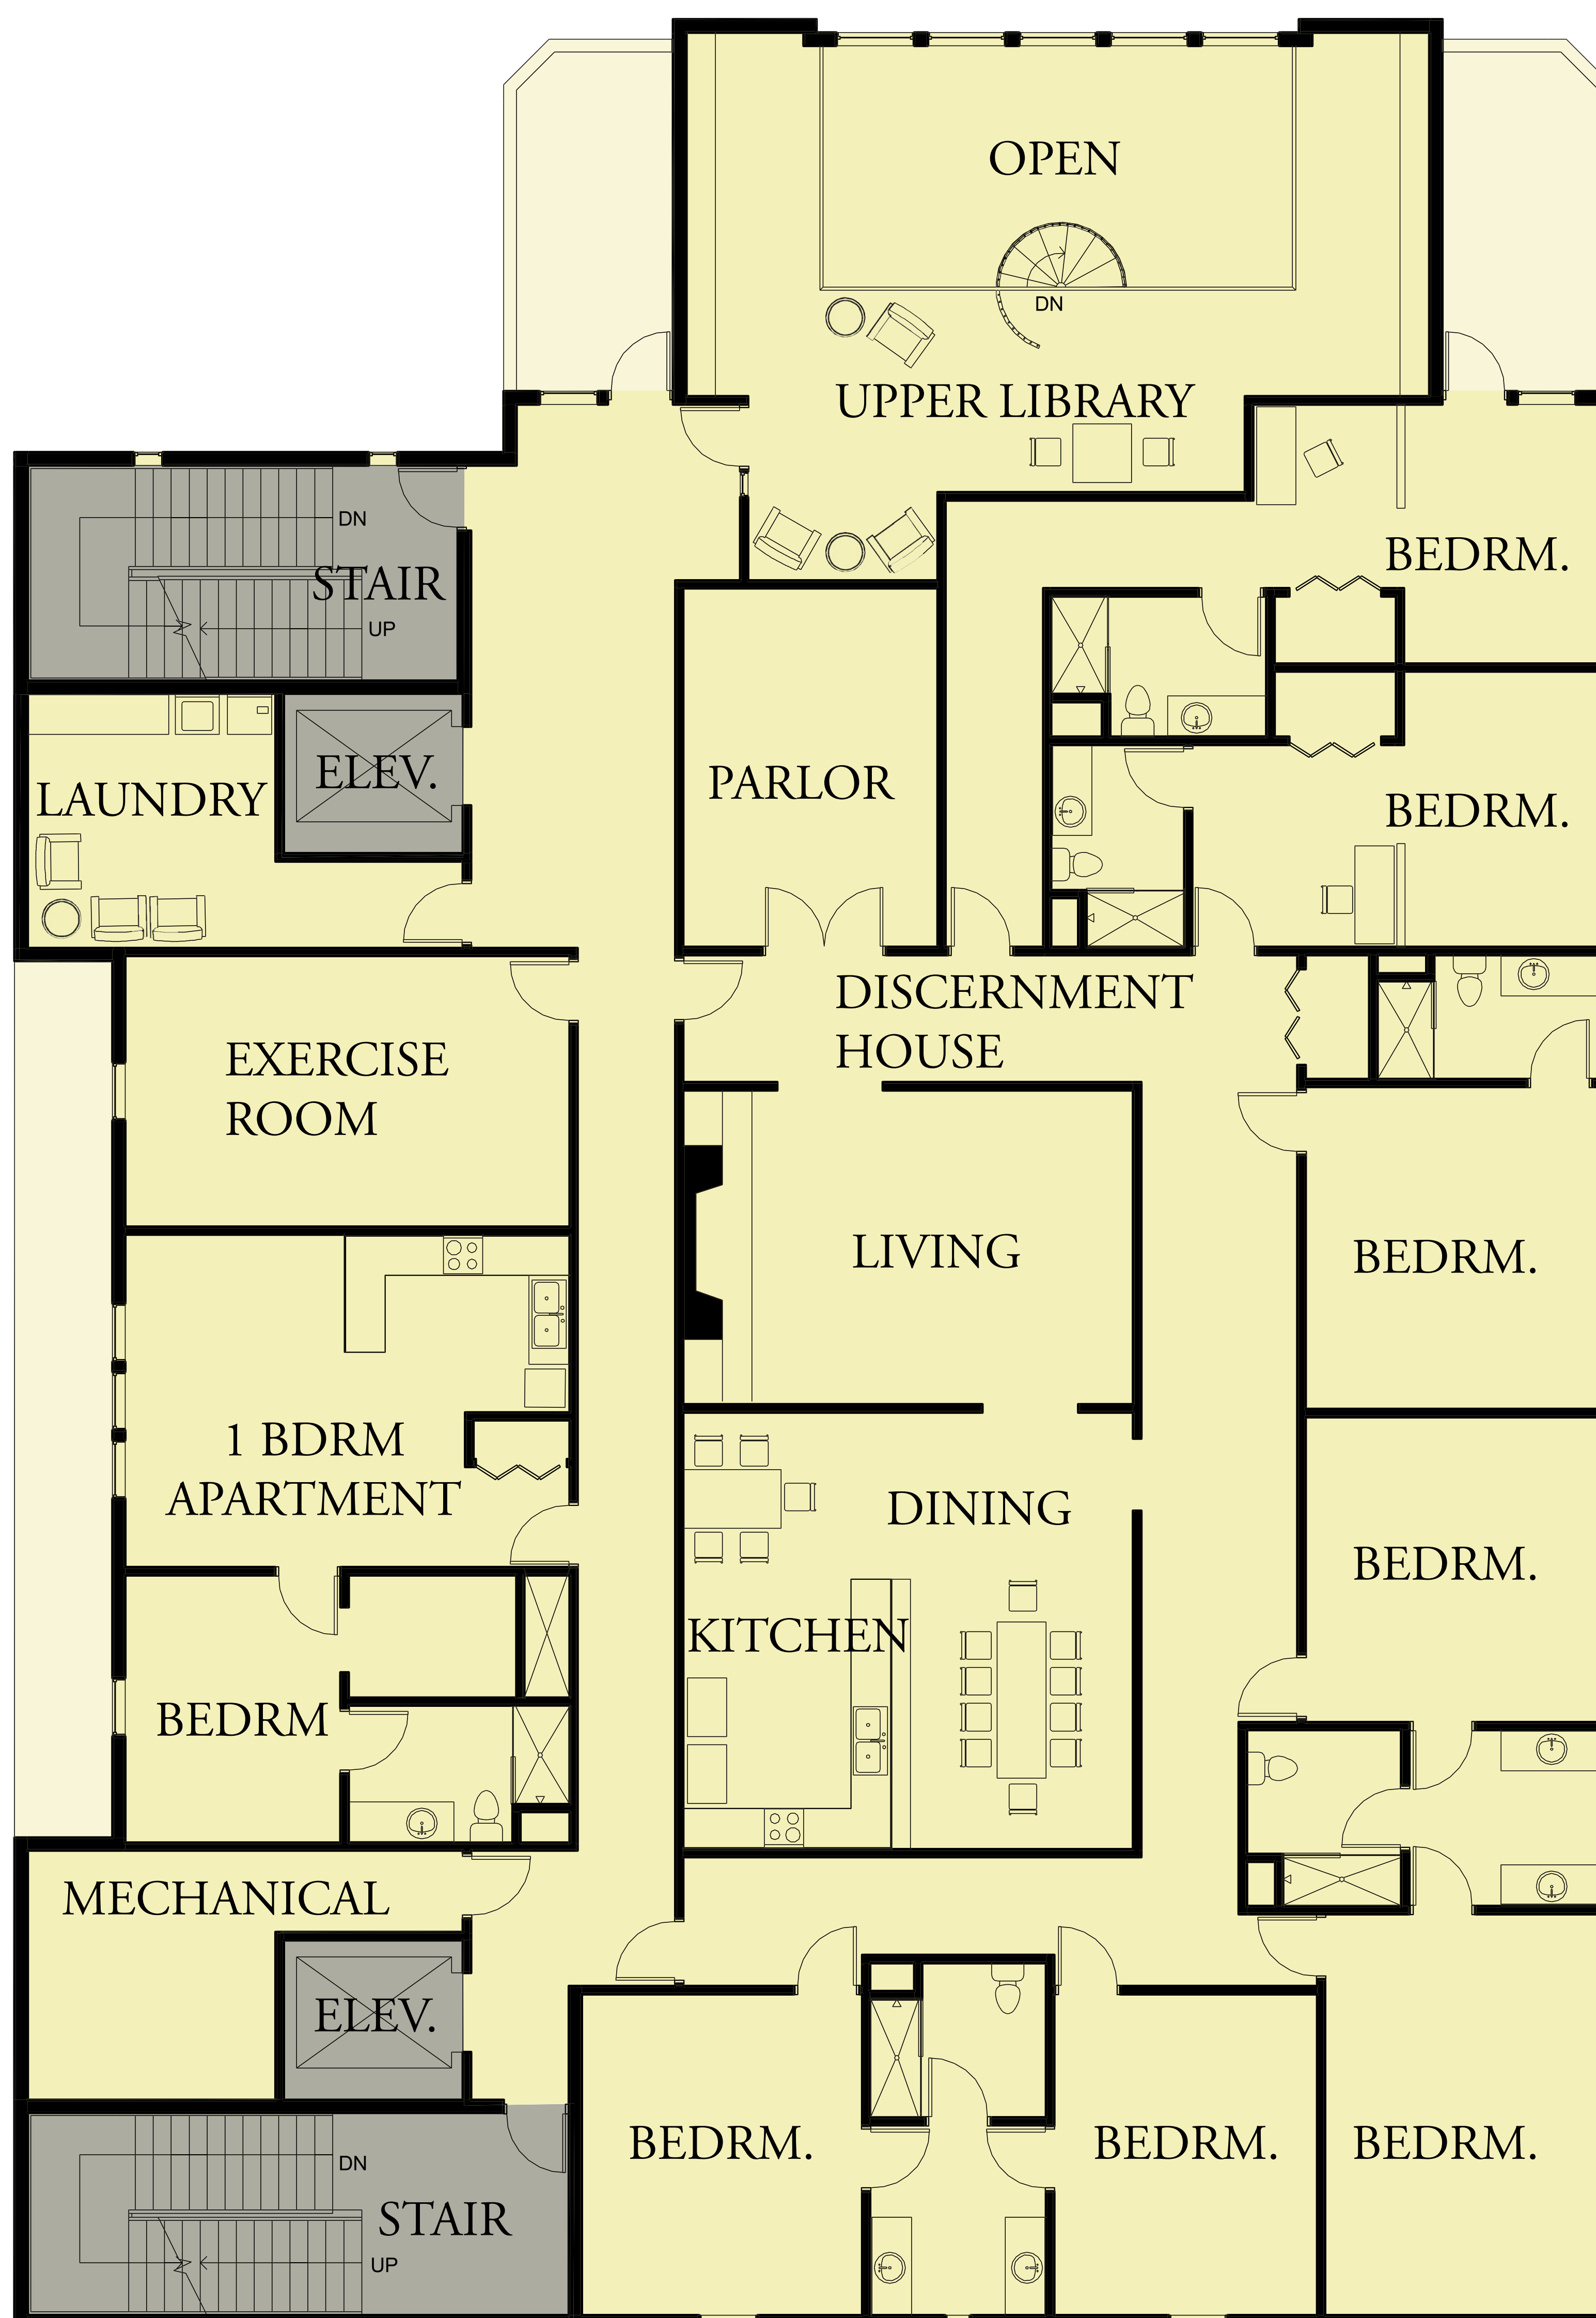 OPEN
DN
UPPER LIBRARY
DN
STAIR
UP
BEDRM.
ELEV.
LAUNDRY
PARLOR
BEDRM.
DISCERNMENT
HOUSE
EXERCISE
ROOM
LIVING
BEDRM.
1 BDRM
APARTMENT
DINING
BEDRM.
KITCHEN
BEDRM
MECHANICAL
ELEV.
BEDRM.
BEDRM.
BEDRM.
DN
STAIR
UP